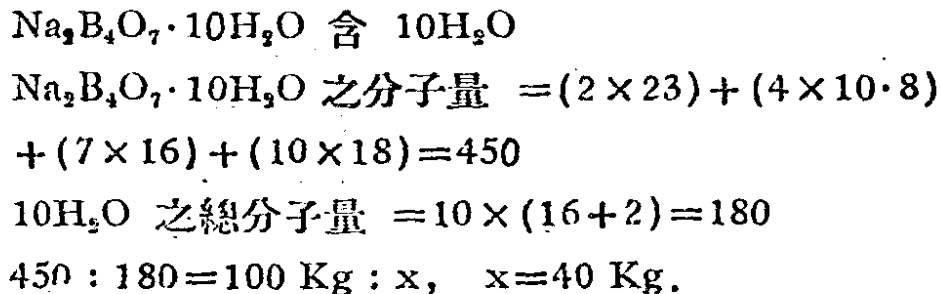 Na₂B₄O₇·10H₂O 含 10H₂O
Na₂B₄O₇·10H₂O 之分子量 =(2×23)+(4×10·8)
+(7×16)+(10×18)=450
10H₂O 之總分子量 =10×(16+2)=180
450 : 180=100 Kg : x, x=40 Kg.